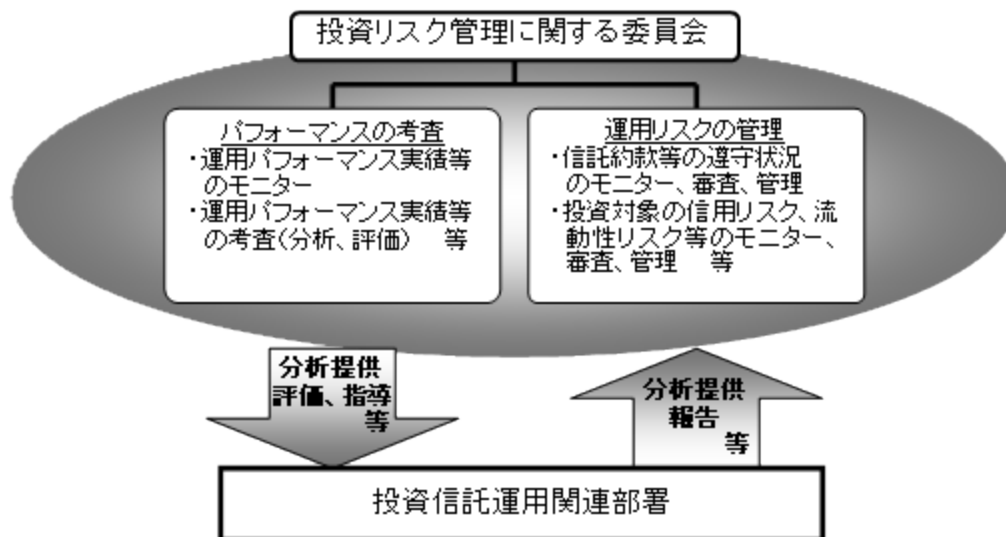 投資リスク管理に関する委員会
パフォーマンスの考査
・運用パフォーマンス実績等
のモニター
・運用パフォーマンス実績等
の考査(分析、評価) 等
運用リスクの管理
・信託約款等の遵守状況
のモニター、審査、管理
・投資対象の信用リスク、流
動性リスク等のモニター、
審査、管理 等
分析提供
評価、指導
等
分析提供
報告
等
投資信託運用関連部署